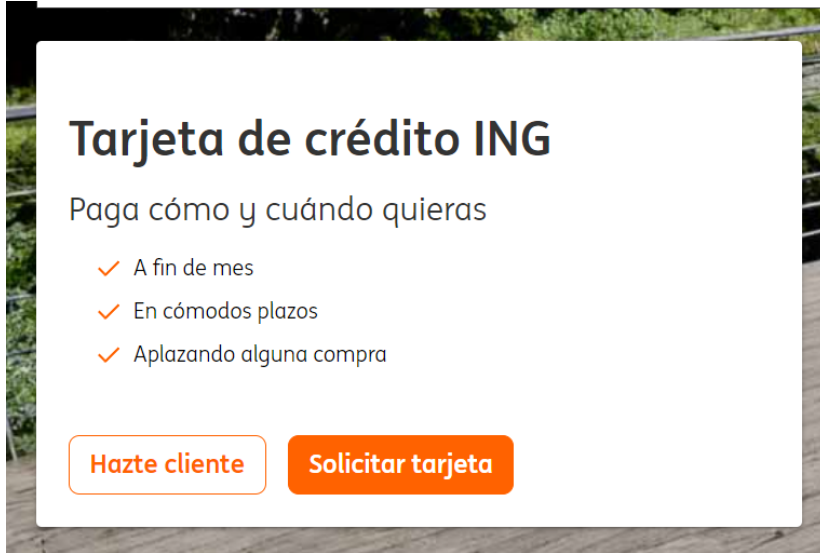 Tarjeta de crédito ING
Paga cómo y cuándo quieras
A fin de mes
En cómodos plazos
Aplazando alguna compra
Hazte cliente Solicitar tarjeta